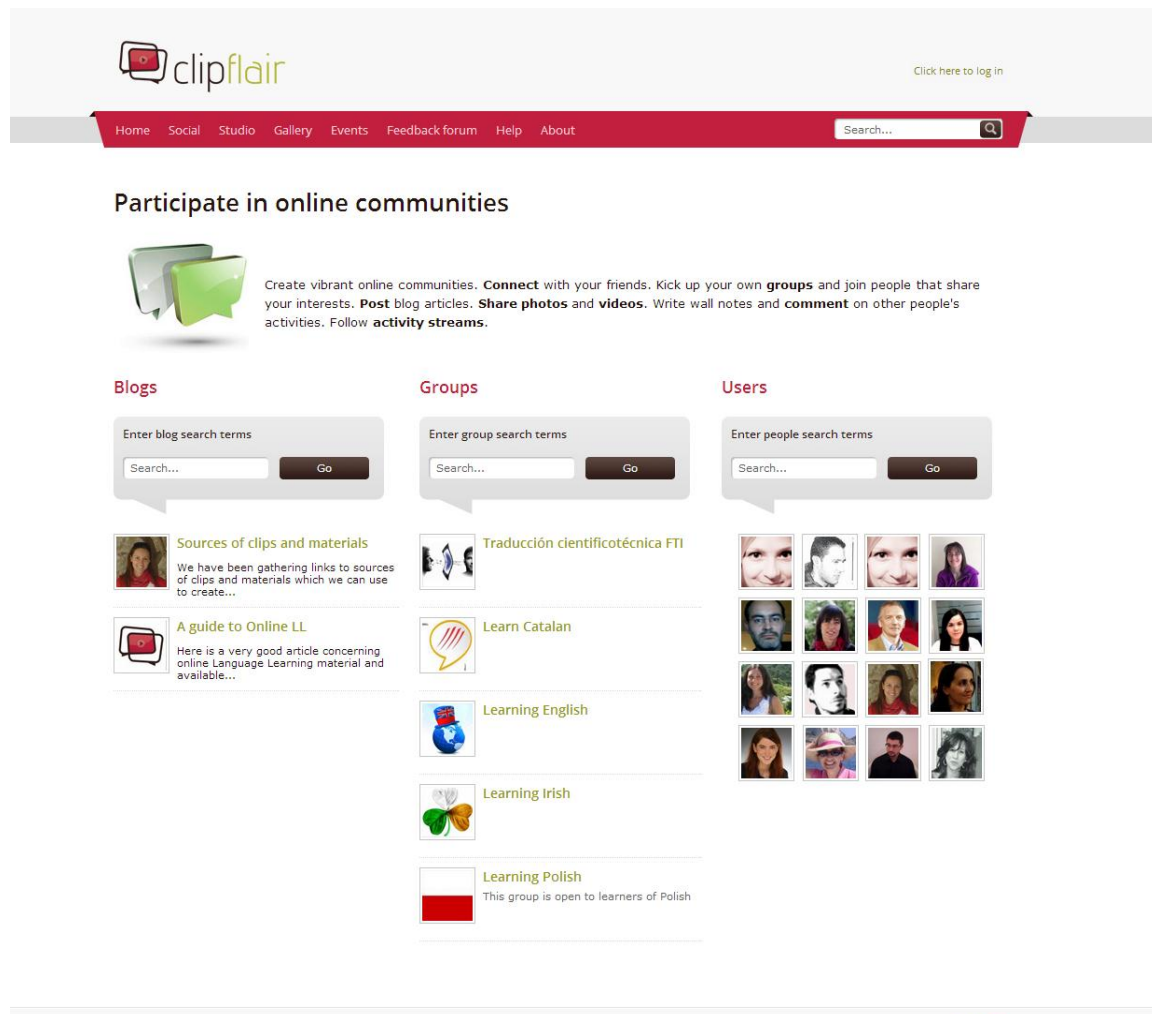 clipflair
Click here to log in
Home Social Studio Gallery Events Feedback forum Help About
Search...
Participate in online communities
Create vibrant online communities. Connect with your friends. Kick up your own groups and join people that share
your interests. Post blog articles. Share photos and videos. Write wall notes and comment on other people's
activities. Follow activity streams.
Blogs
Enter blog search terms
Search...
Go
Sources of clips and materials
We have been gathering links to sources
of clips and materials which we can use
to create...
A guide to Online LL
Here is a very good article concerning
online Language Learning material and
available...
Groups
Enter group search terms
Search...
Go
Traducción cientificotécnica FTI
Learn Catalan
Learning English
Learning Irish
Learning Polish
This group is open to learners of Polish
Users
Enter people search terms
Search...
Go